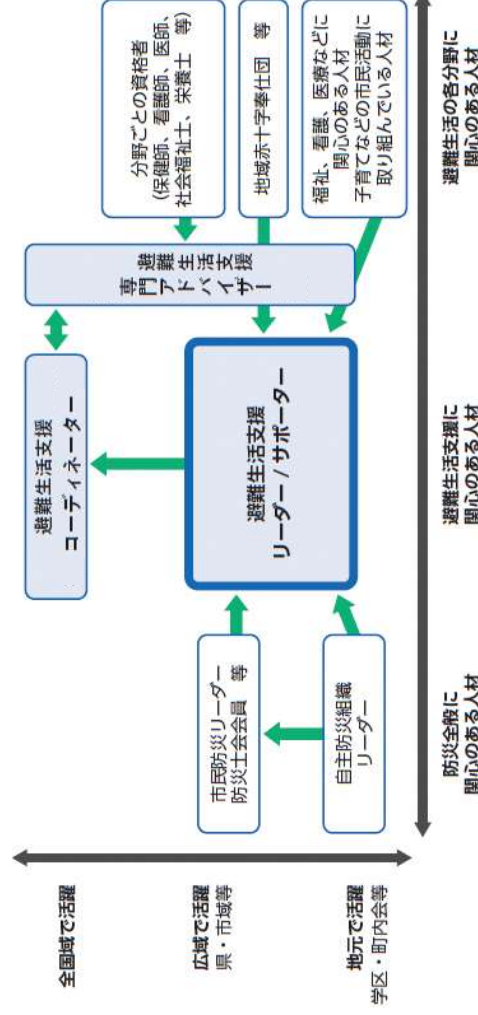 全国域で活躍
広域で活躍
県・市域等
地元で活躍
学区・町内会等
避難生活支援
コーディネーター
避難生活支援
専門アドバイザー
分野ごとの資格者
(保健師、看護師、医師、
社会福祉士、栄養士　等)
地域赤十字奉仕団　等
福祉、看護、医療などに
関心のある人材
子育てなどの市民活動に
取り組んでいる人材
避難生活支援
リーダー / サポーター
市民防災リーダー
防災士会会員　等
自主防災組織
リーダー
防災全般に
関心のある人材
避難生活支援に
関心のある人材
避難生活の各分野に
関心のある人材